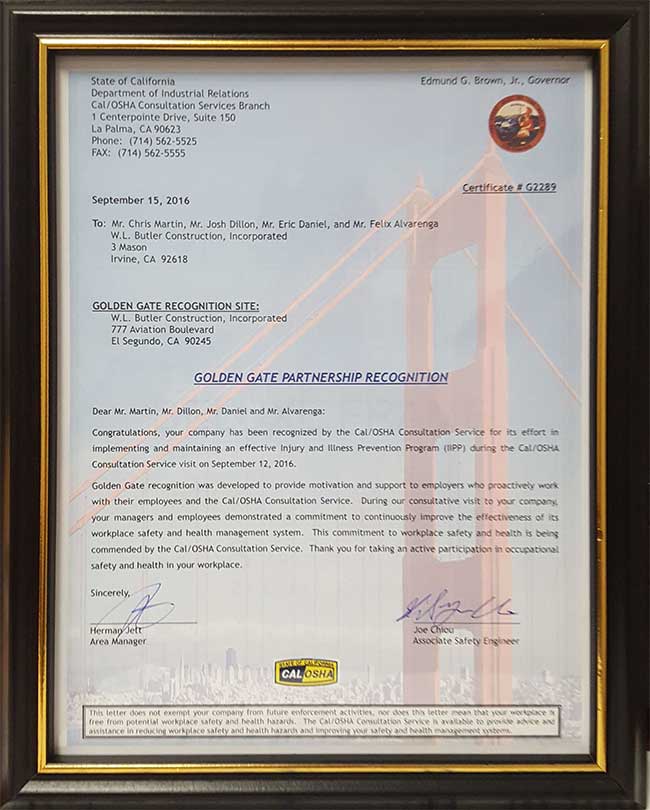 State of California
Department of Industrial Relations
Cal/OSHA Consultation Services Branch
1 Centerpointe Drive, Suite 150
La Palma, CA 90623
Phone: (714) 562-5525
FAX: (714) 562-5555
Edmund G. Brown, Jr., Governor
Certificate # G2289
September 15, 2016
To: Mr. Chris Martin, Mr. Josh Dillon, Mr. Eric Daniel, and Mr. Felix Alvarenga
W.L. Butler Construction, Incorporated
3 Mason
Irvine, CA 92618
GOLDEN GATE RECOGNITION SITE:
W.L. Butler Construction, Incorporated
777 Aviation Boulevard
El Segundo, CA 90245
GOLDEN GATE PARTNERSHIP RECOGNITION
Dear Mr. Martin, Mr. Dillon, Mr. Daniel and Mr. Alvarenga:
Congratulations, your company has been recognized by the Cal/OSHA Consultation Service for its effort in
implementing and maintaining an effective Injury and Illness Prevention Program (IIPP) during the Cal/OSHA
Consultation Service visit on September 12, 2016.
Golden Gate recognition was developed to provide motivation and support to employers who proactively work
with their employees and the Cal/OSHA Consultation Service. During our consultative visit to your company,
your managers and employees demonstrated a commitment to continuously improve the effectiveness of its
workplace safety and health management system. This commitment to workplace safety and health is being
commended by the Cal/OSHA Consultation Service. Thank you for taking an active participation in occupational
safety and health in your workplace.
Sincerely,
Herman Jett
Area Manager
Joe Chiou
Associate Safety Engineer
STATE OF CALIFORNIA
CAL OSHA
This letter does not exempt your company from future enforcement activities, nor does this letter mean that your workplace is
free from potential workplace safety and health hazards. The Cal/OSHA Consultation Service is available to provide advice and
assistance in reducing workplace safety and health hazards and improving your safety and health management systems.